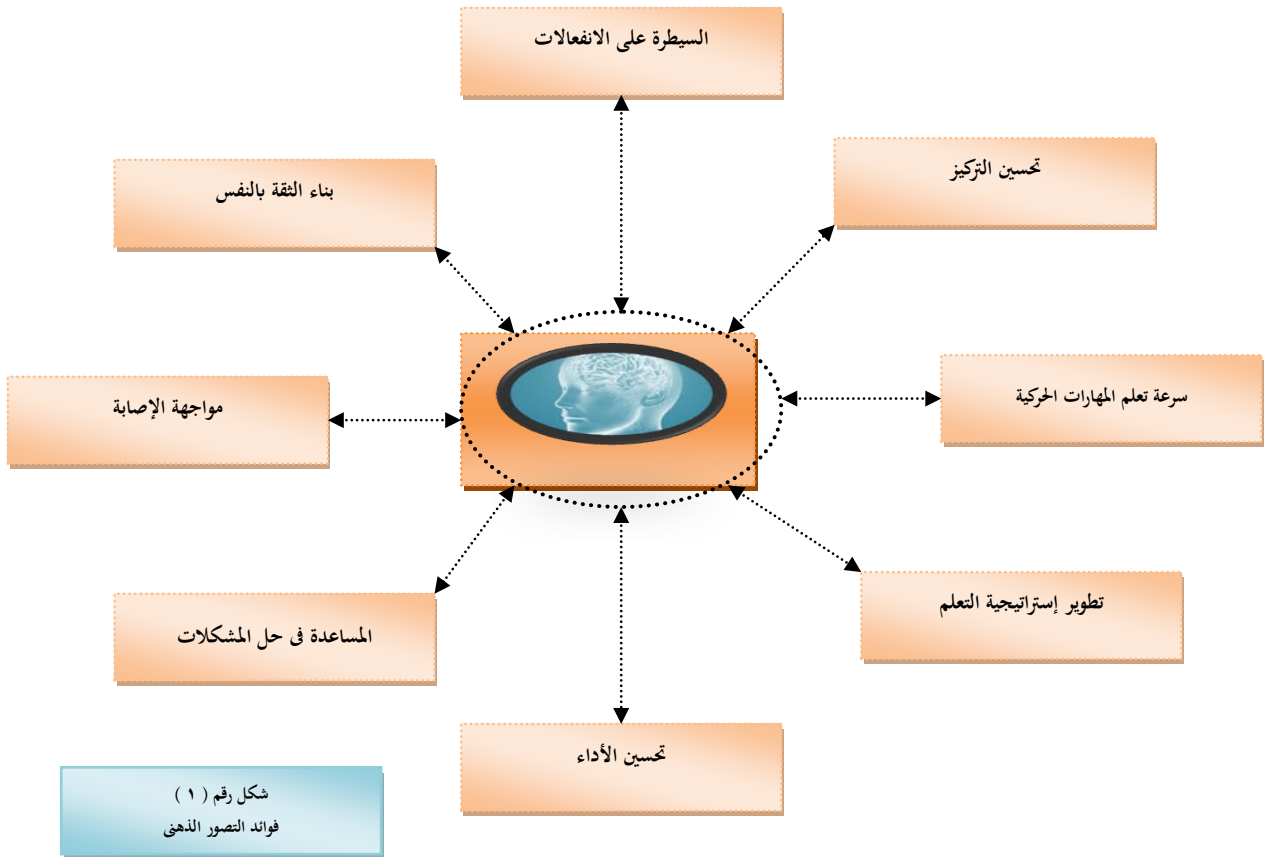 السيطرة على الانفعالات
تحسين التركيز
بناء الثقة بالنفس
سرعة تعلم المهارات الحركية
مواجهة الإصابة
تطوير إستراتيجية التعلم
المساعدة فى حل المشكلات
تحسين الأداء
شكل رقم ( ١ )
فوائد التصور الذهنى